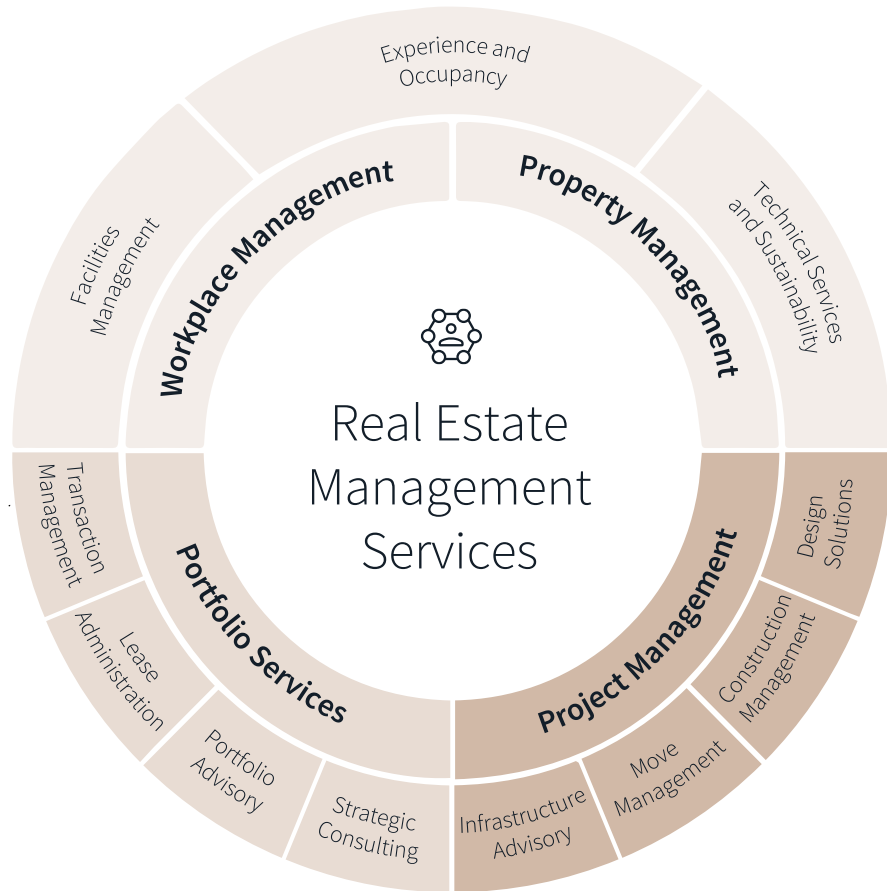 Experience and
Occupancy
Facilities
Management
Workplace Management
Property Management
Technical Services
and Sustainability
Real Estate
Management
Services
Transaction
Management
Lease
Administration
Portfolio
Advisory
Strategic
Consulting
Portfolio Services
Project Management
Design
Solutions
Construction
Management
Move
Management
Infrastructure
Advisory